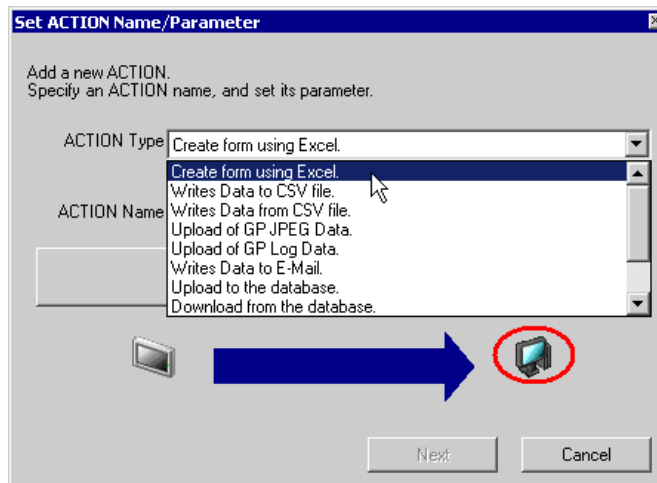 Set ACTION Name/Parameter
Add a new ACTION.
Specify an ACTION name, and set its parameter.
ACTION Type
Create form using Excel.
Create form using Excel.
Writes Data to CSV file.
ACTION Name
Writes Data from CSV file.
Upload of GP JPEG Data.
Upload of GP Log Data.
Writes Data to E-Mail.
Upload to the database.
Download from the database.
Next
Cancel